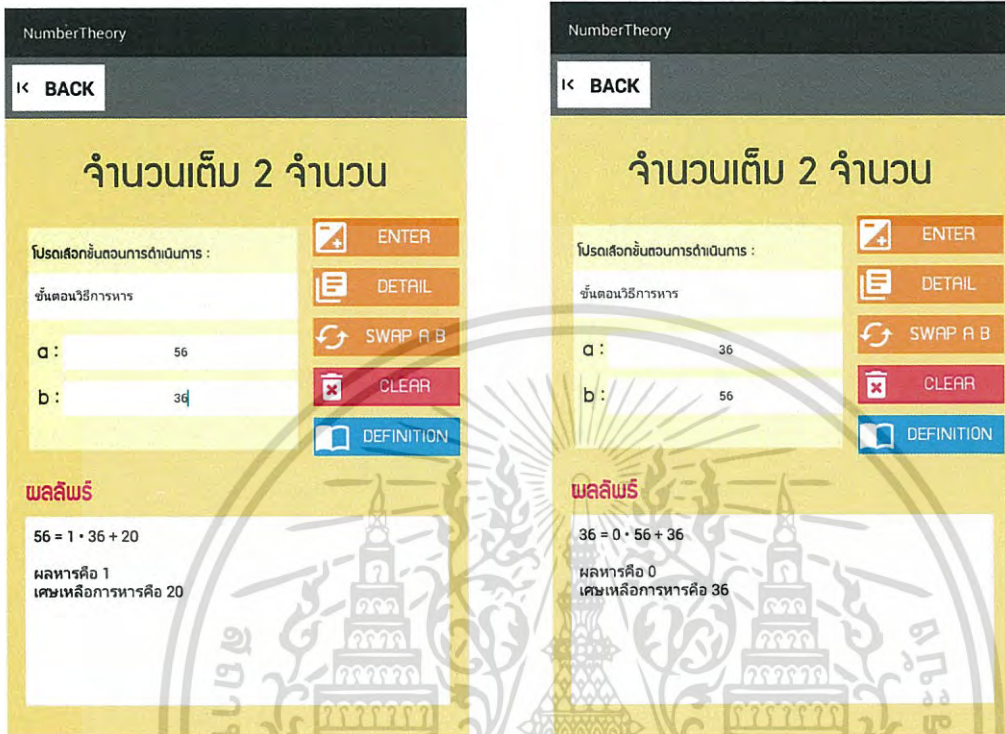 NumberTheory
BACK
จำนวนเต็ม 2 จำนวน
โปรดเลือกขั้นตอนการดำเนินการ :
ขั้นตอนวิธีการหาร
a : 56
b : 36
ENTER
DETAIL
SWAP A B
CLEAR
DEFINITION
ผลลัพธ์
56 = 1 · 36 + 20
ผลหารคือ 1
เศษเหลือการหารคือ 20
NumberTheory
BACK
จำนวนเต็ม 2 จำนวน
โปรดเลือกขั้นตอนการดำเนินการ :
ขั้นตอนวิธีการหาร
a : 36
b : 56
ENTER
DETAIL
SWAP A B
CLEAR
DEFINITION
ผลลัพธ์
36 = 0 · 56 + 36
ผลหารคือ 0
เศษเหลือการหารคือ 36